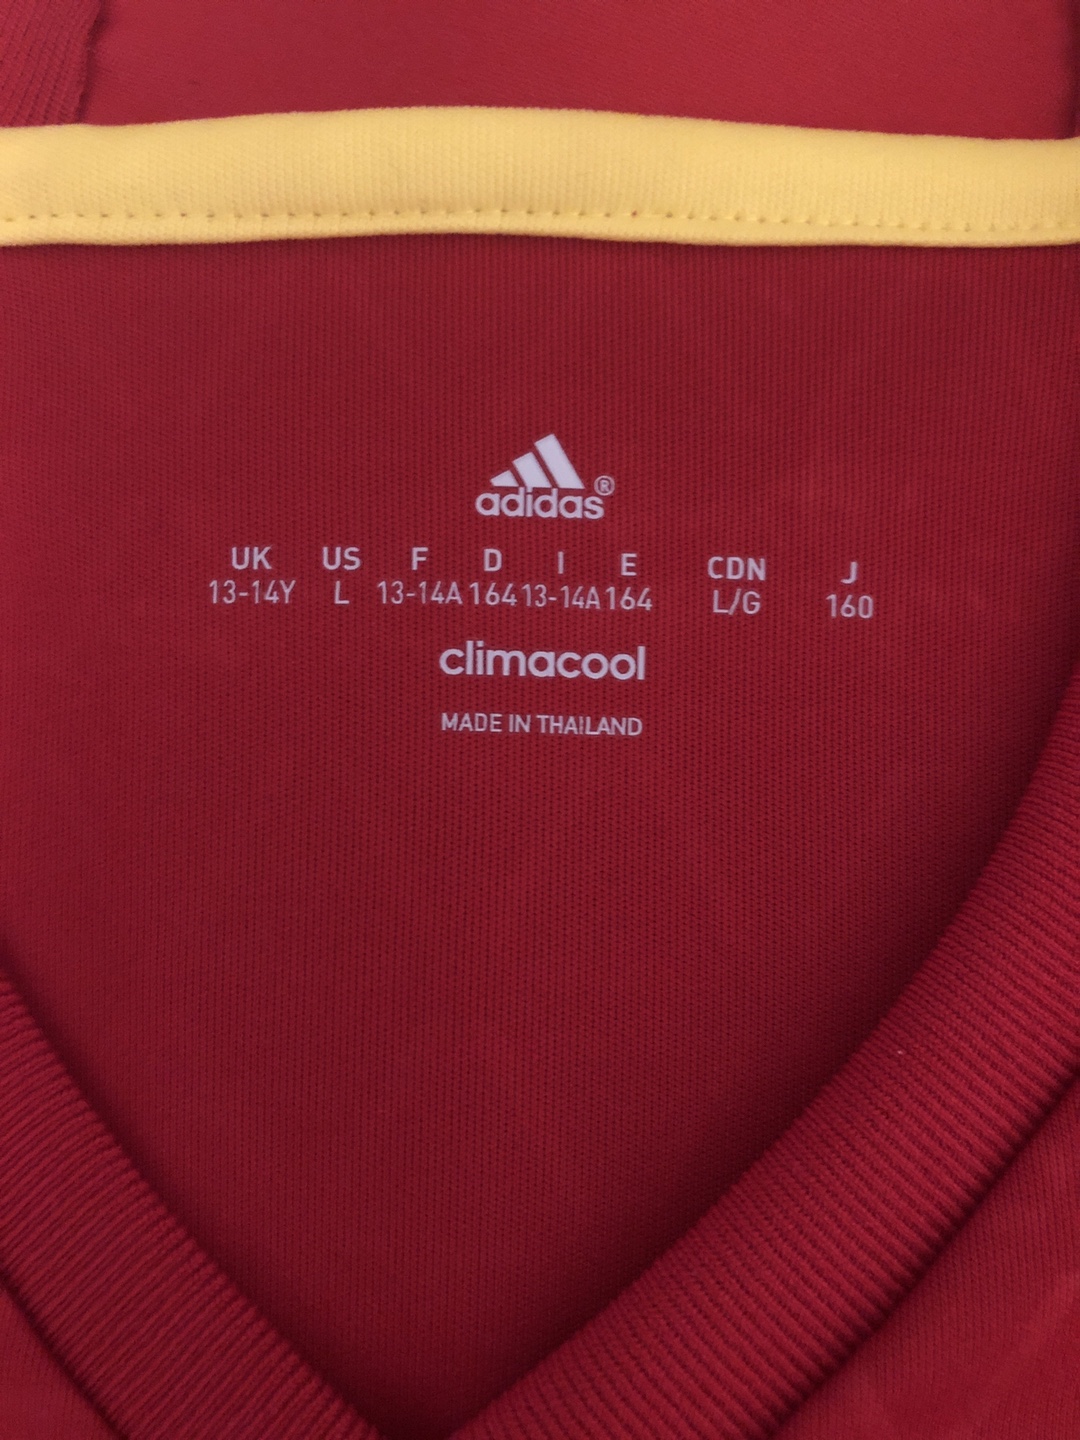 adidas®
UK US F D I E CDN J
13-14Y L 13-14A 164 13-14A 164 L/G 160
climacool
MADE IN THAILAND